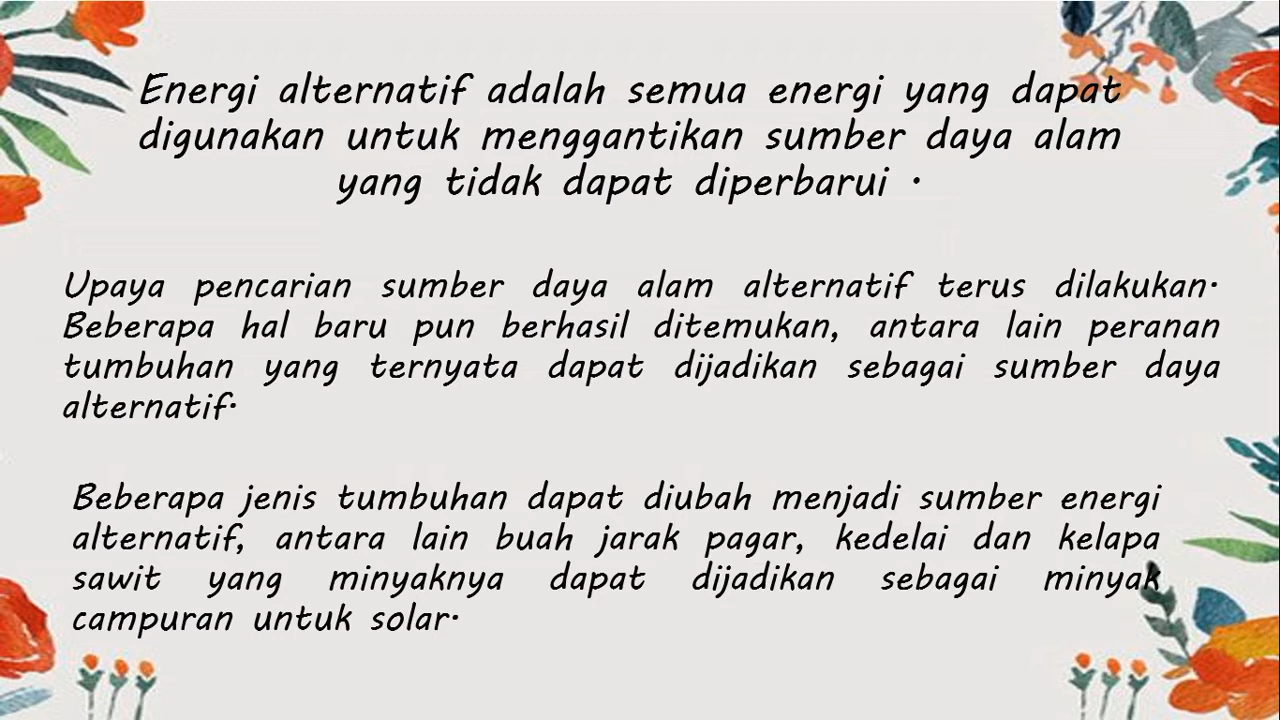 Energi alternatif adalah semua energi yang dapat
digunakan untuk menggantikan sumber daya alam
yang tidak dapat diperbarui .
Upaya pencarian sumber daya alam alternatif terus dilakukan.
Beberapa hal baru pun berhasil ditemukan, antara lain peranan
tumbuhan yang ternyata dapat dijadikan sebagai sumber daya
alternatif.
Beberapa jenis tumbuhan dapat diubah menjadi sumber energi
alternatif, antara lain buah jarak pagar, kedelai dan kelapa
sawit yang minyaknya dapat dijadikan sebagai minyak
campuran untuk solar.